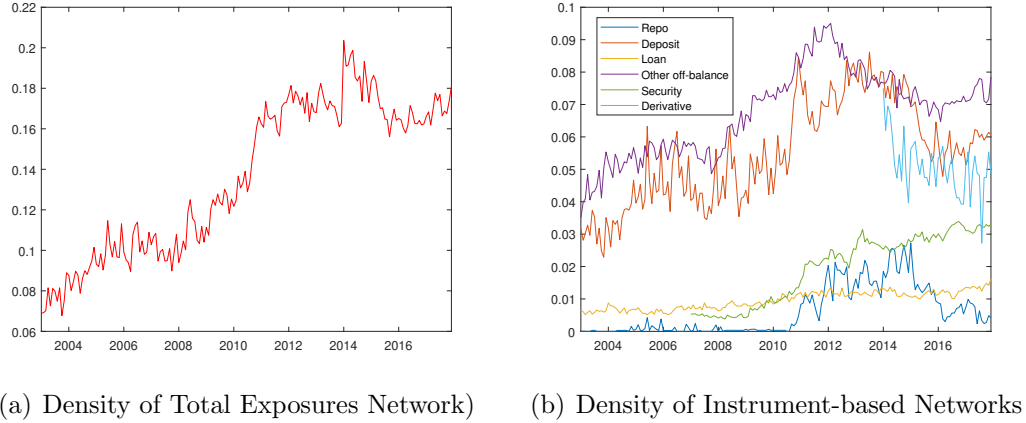 0.22
0.2
0.18
0.16
0.14
0.12
0.1
0.08
0.06
2004 2006 2008 2010 2012 2014 2016
0.1
0.09
0.08
0.07
0.06
0.05
0.04
0.03
0.02
0.01
0
Repo
Deposit
Loan
Other off-balance
Security
Derivative
2004 2006 2008 2010 2012 2014 2016
a) Density of Total Exposures Network)
(b) Density of Instrument-based Networks